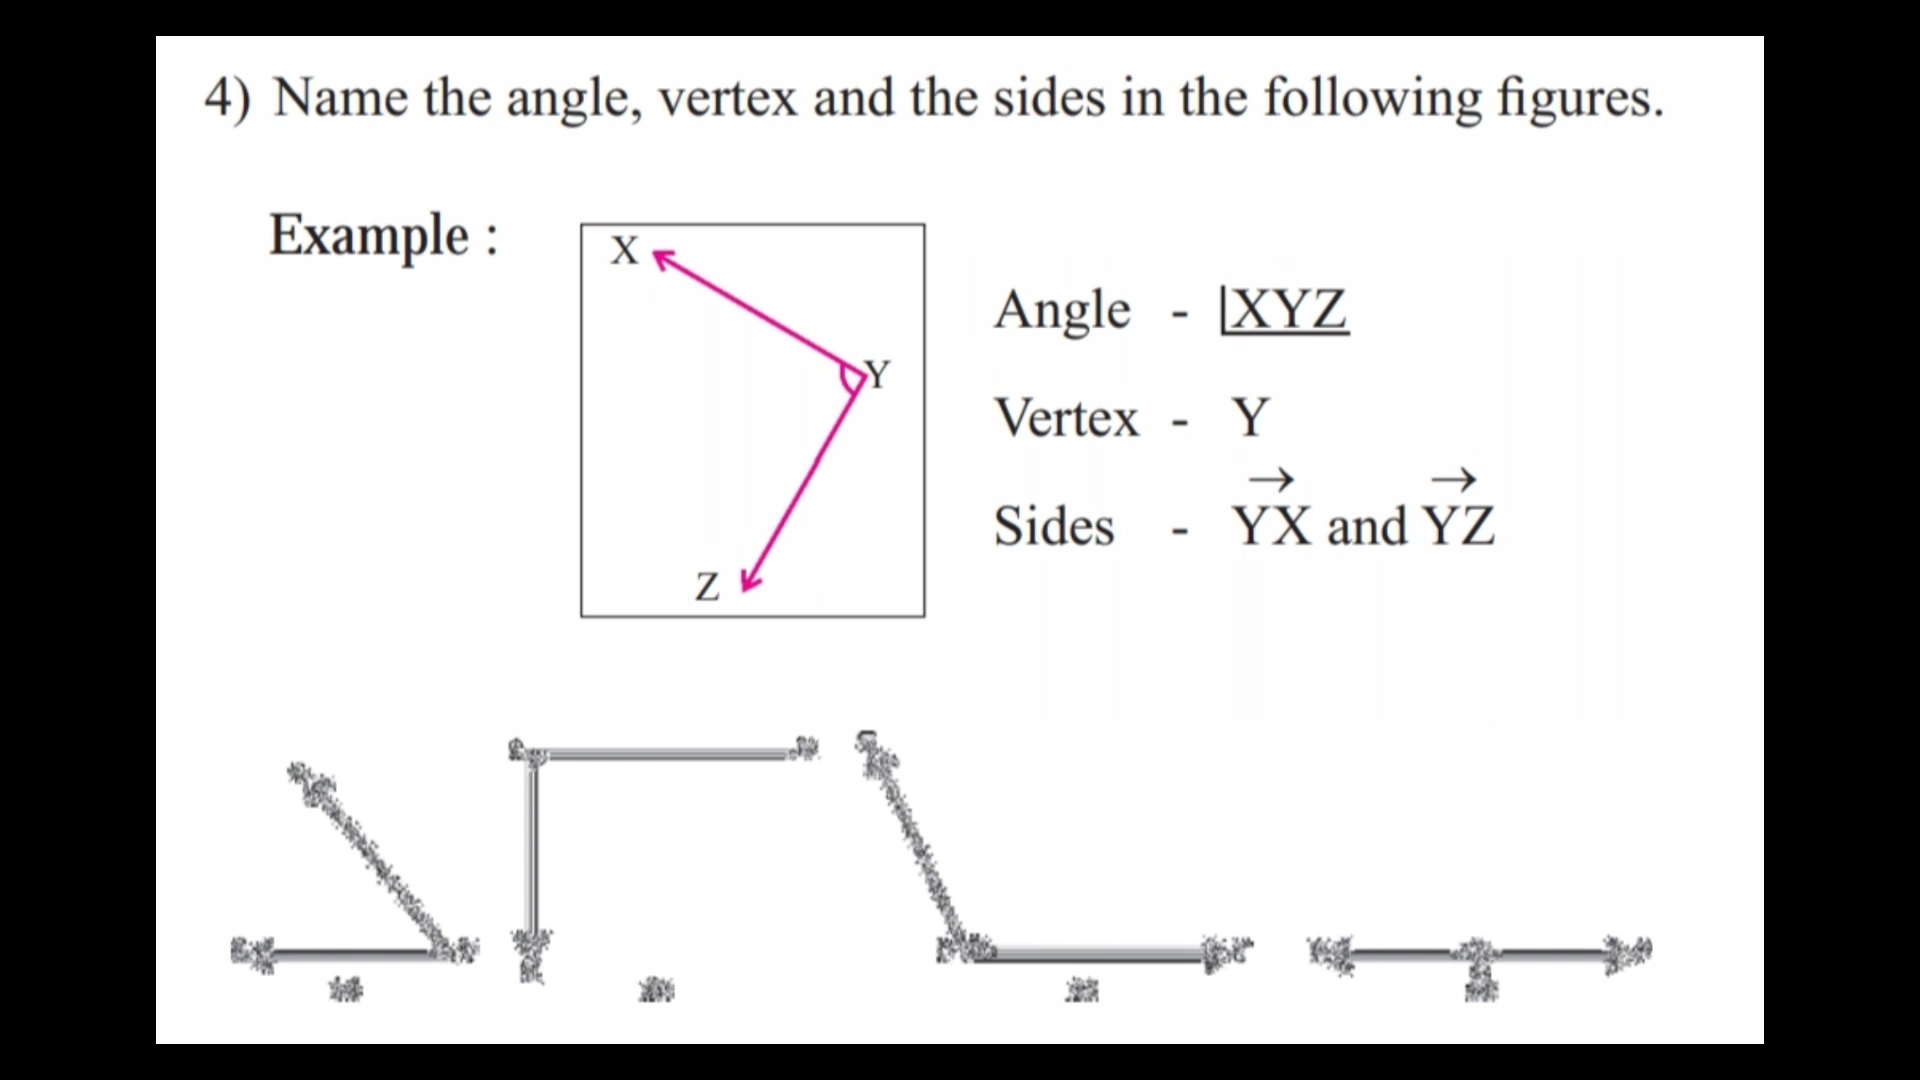 4) Name the angle, vertex and the sides in the following figures.
Example :
X
Y
Z
Angle - XYZ
Vertex - Y
Sides - YX and YZ